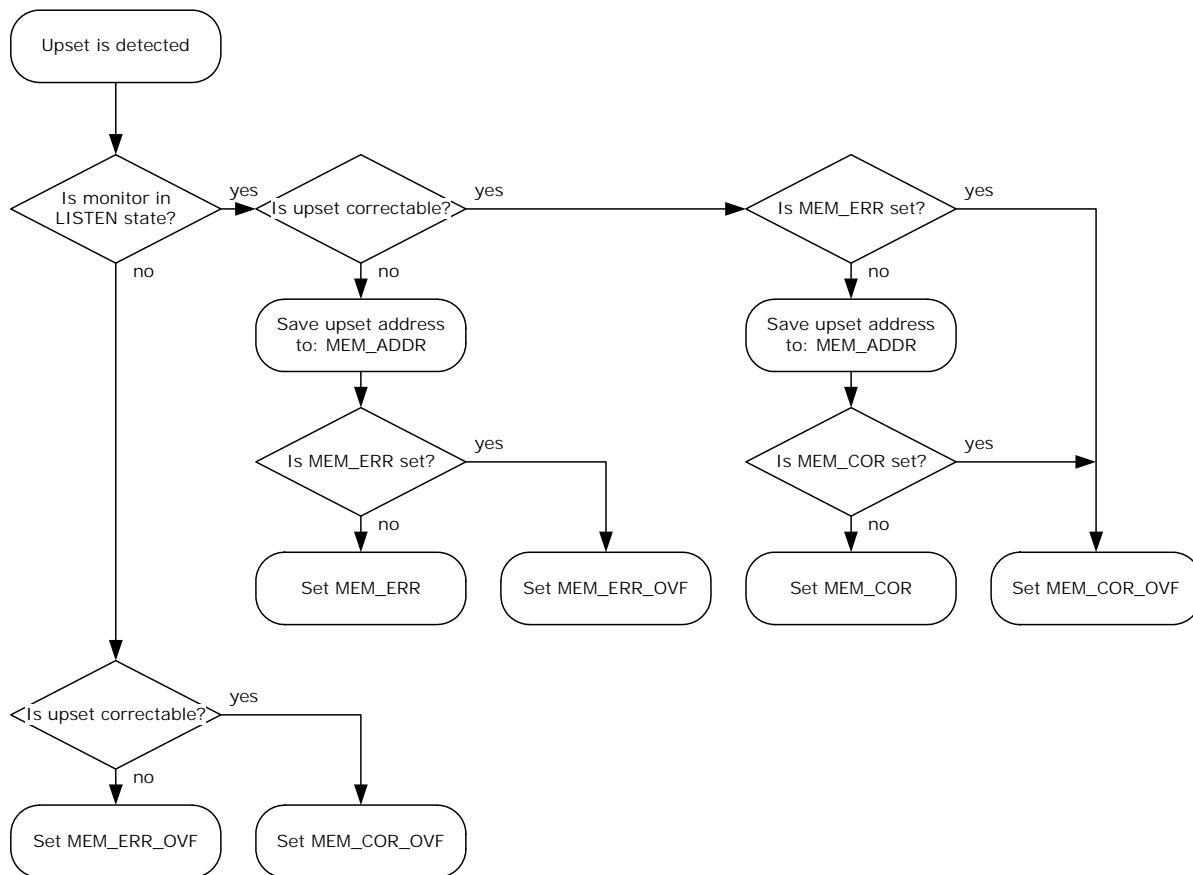 Upset is detected
Is monitor in
LISTEN state?
yes
no
Is upset correctable?
yes
no
Is MEM_ERR set?
yes
no
Save upset address
to: MEM_ADDR
Save upset address
to: MEM_ADDR
Is MEM_ERR set?
yes
no
Is MEM_COR set?
yes
no
Set MEM_ERR
Set MEM_ERR_OVF
Set MEM_COR
Set MEM_COR_OVF
Is upset correctable?
yes
no
Set MEM_ERR_OVF
Set MEM_COR_OVF